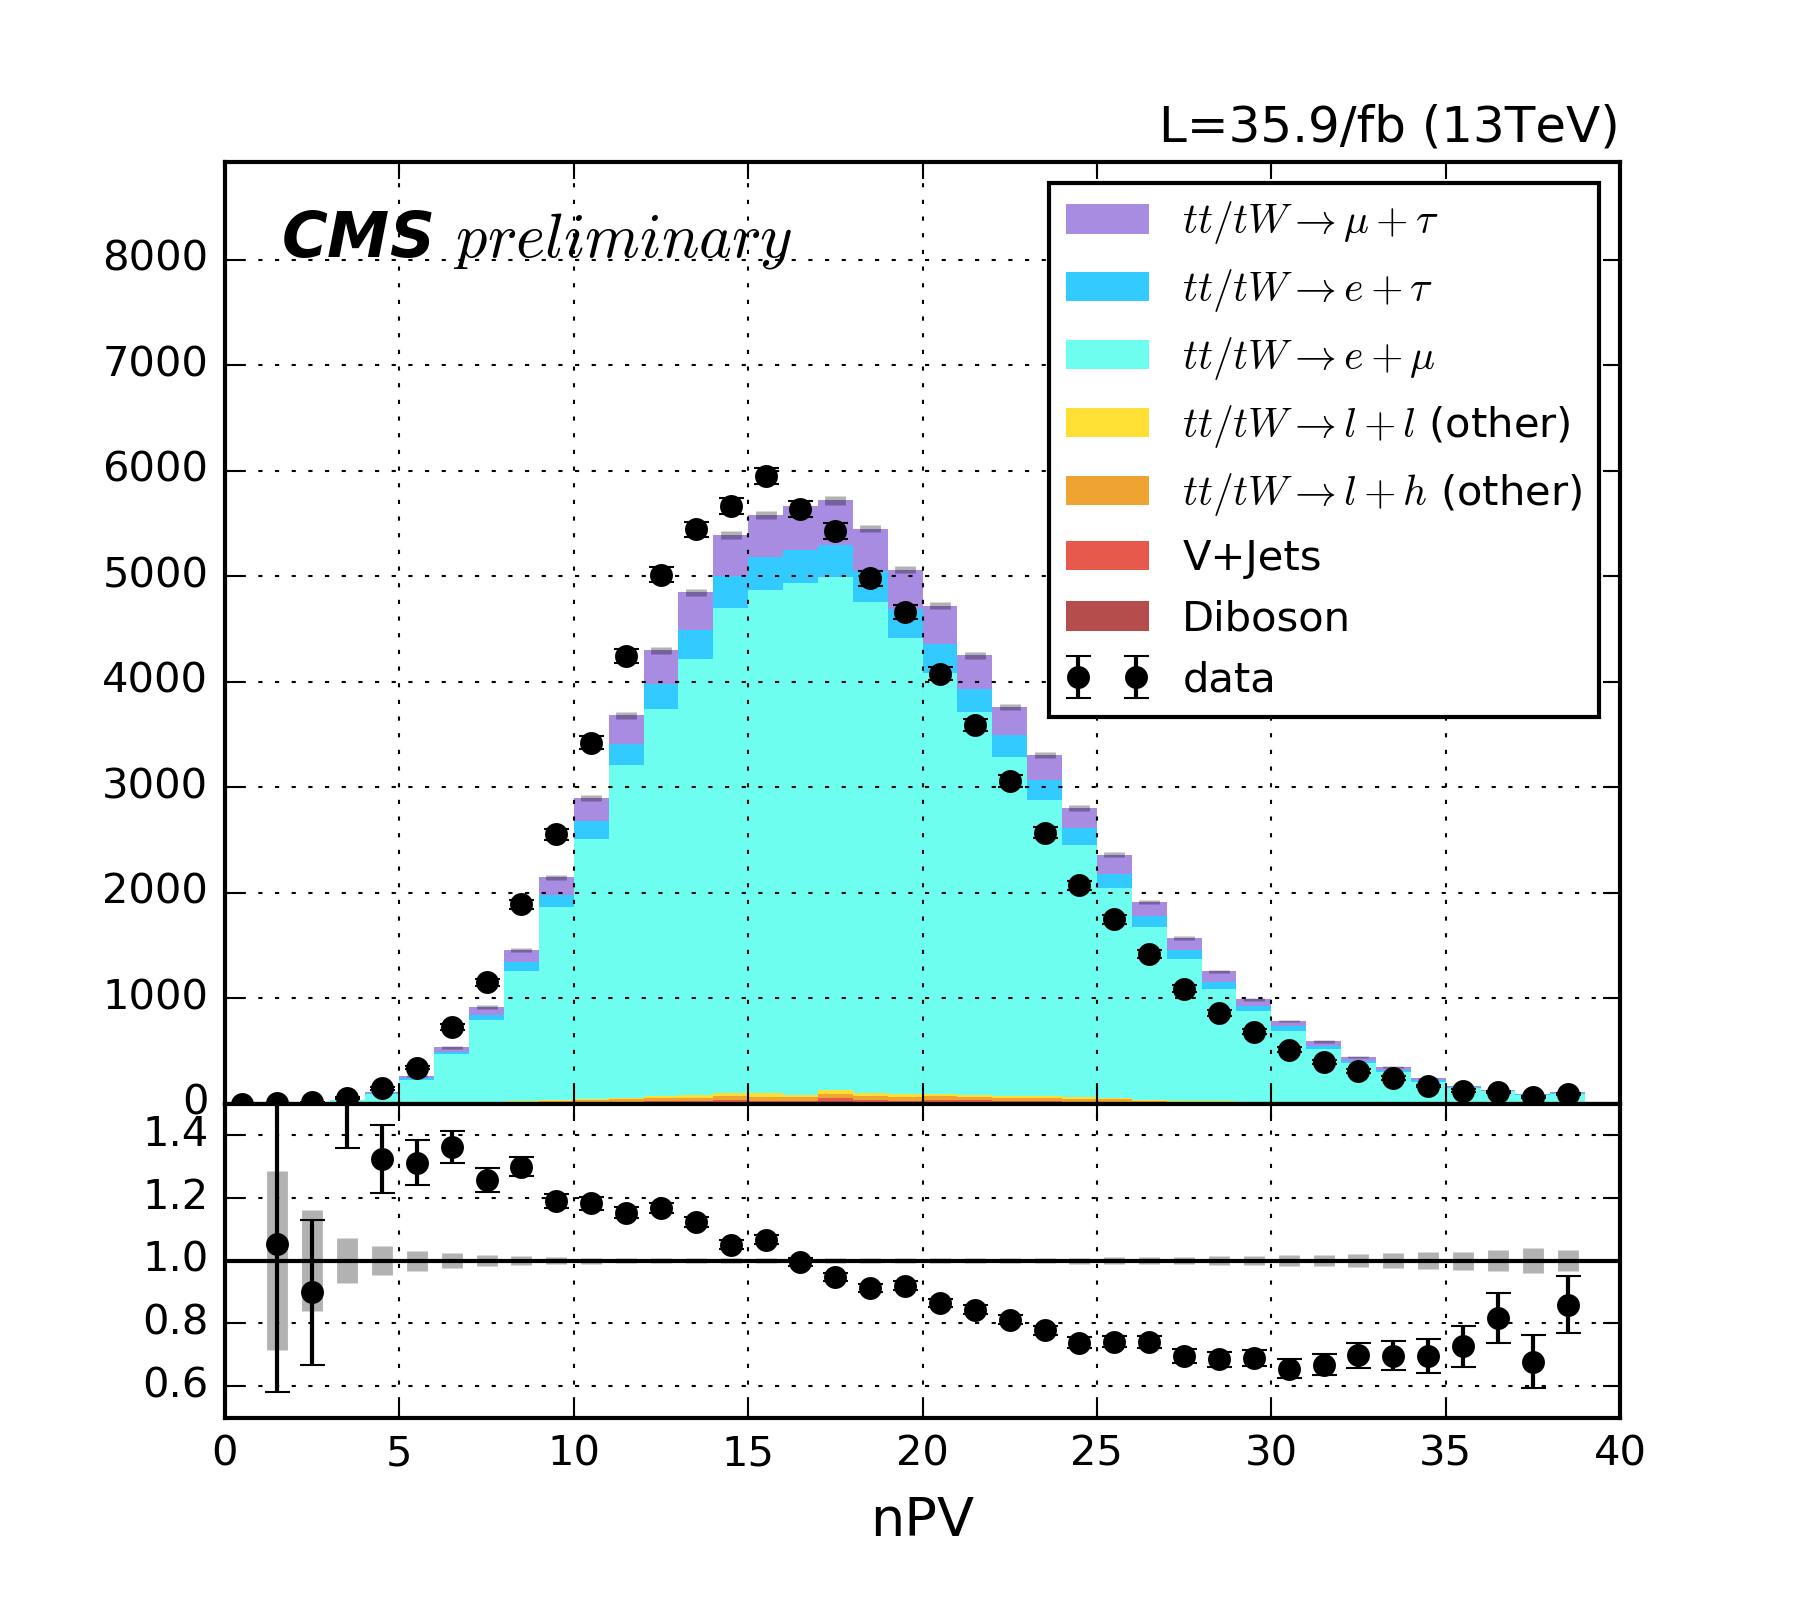 L=35.9/fb (13TeV)
CMS preliminary
tt/tW → μ + τ
tt/tW → e + τ
tt/tW → e + μ
tt/tW → l + l (other)
tt/tW → l + h (other)
V+Jets
Diboson
data
8000
7000
6000
5000
4000
3000
2000
1000
0
1.4
1.2
1.0
0.8
0.6
0 5 10 15 20 25 30 35 40
nPV